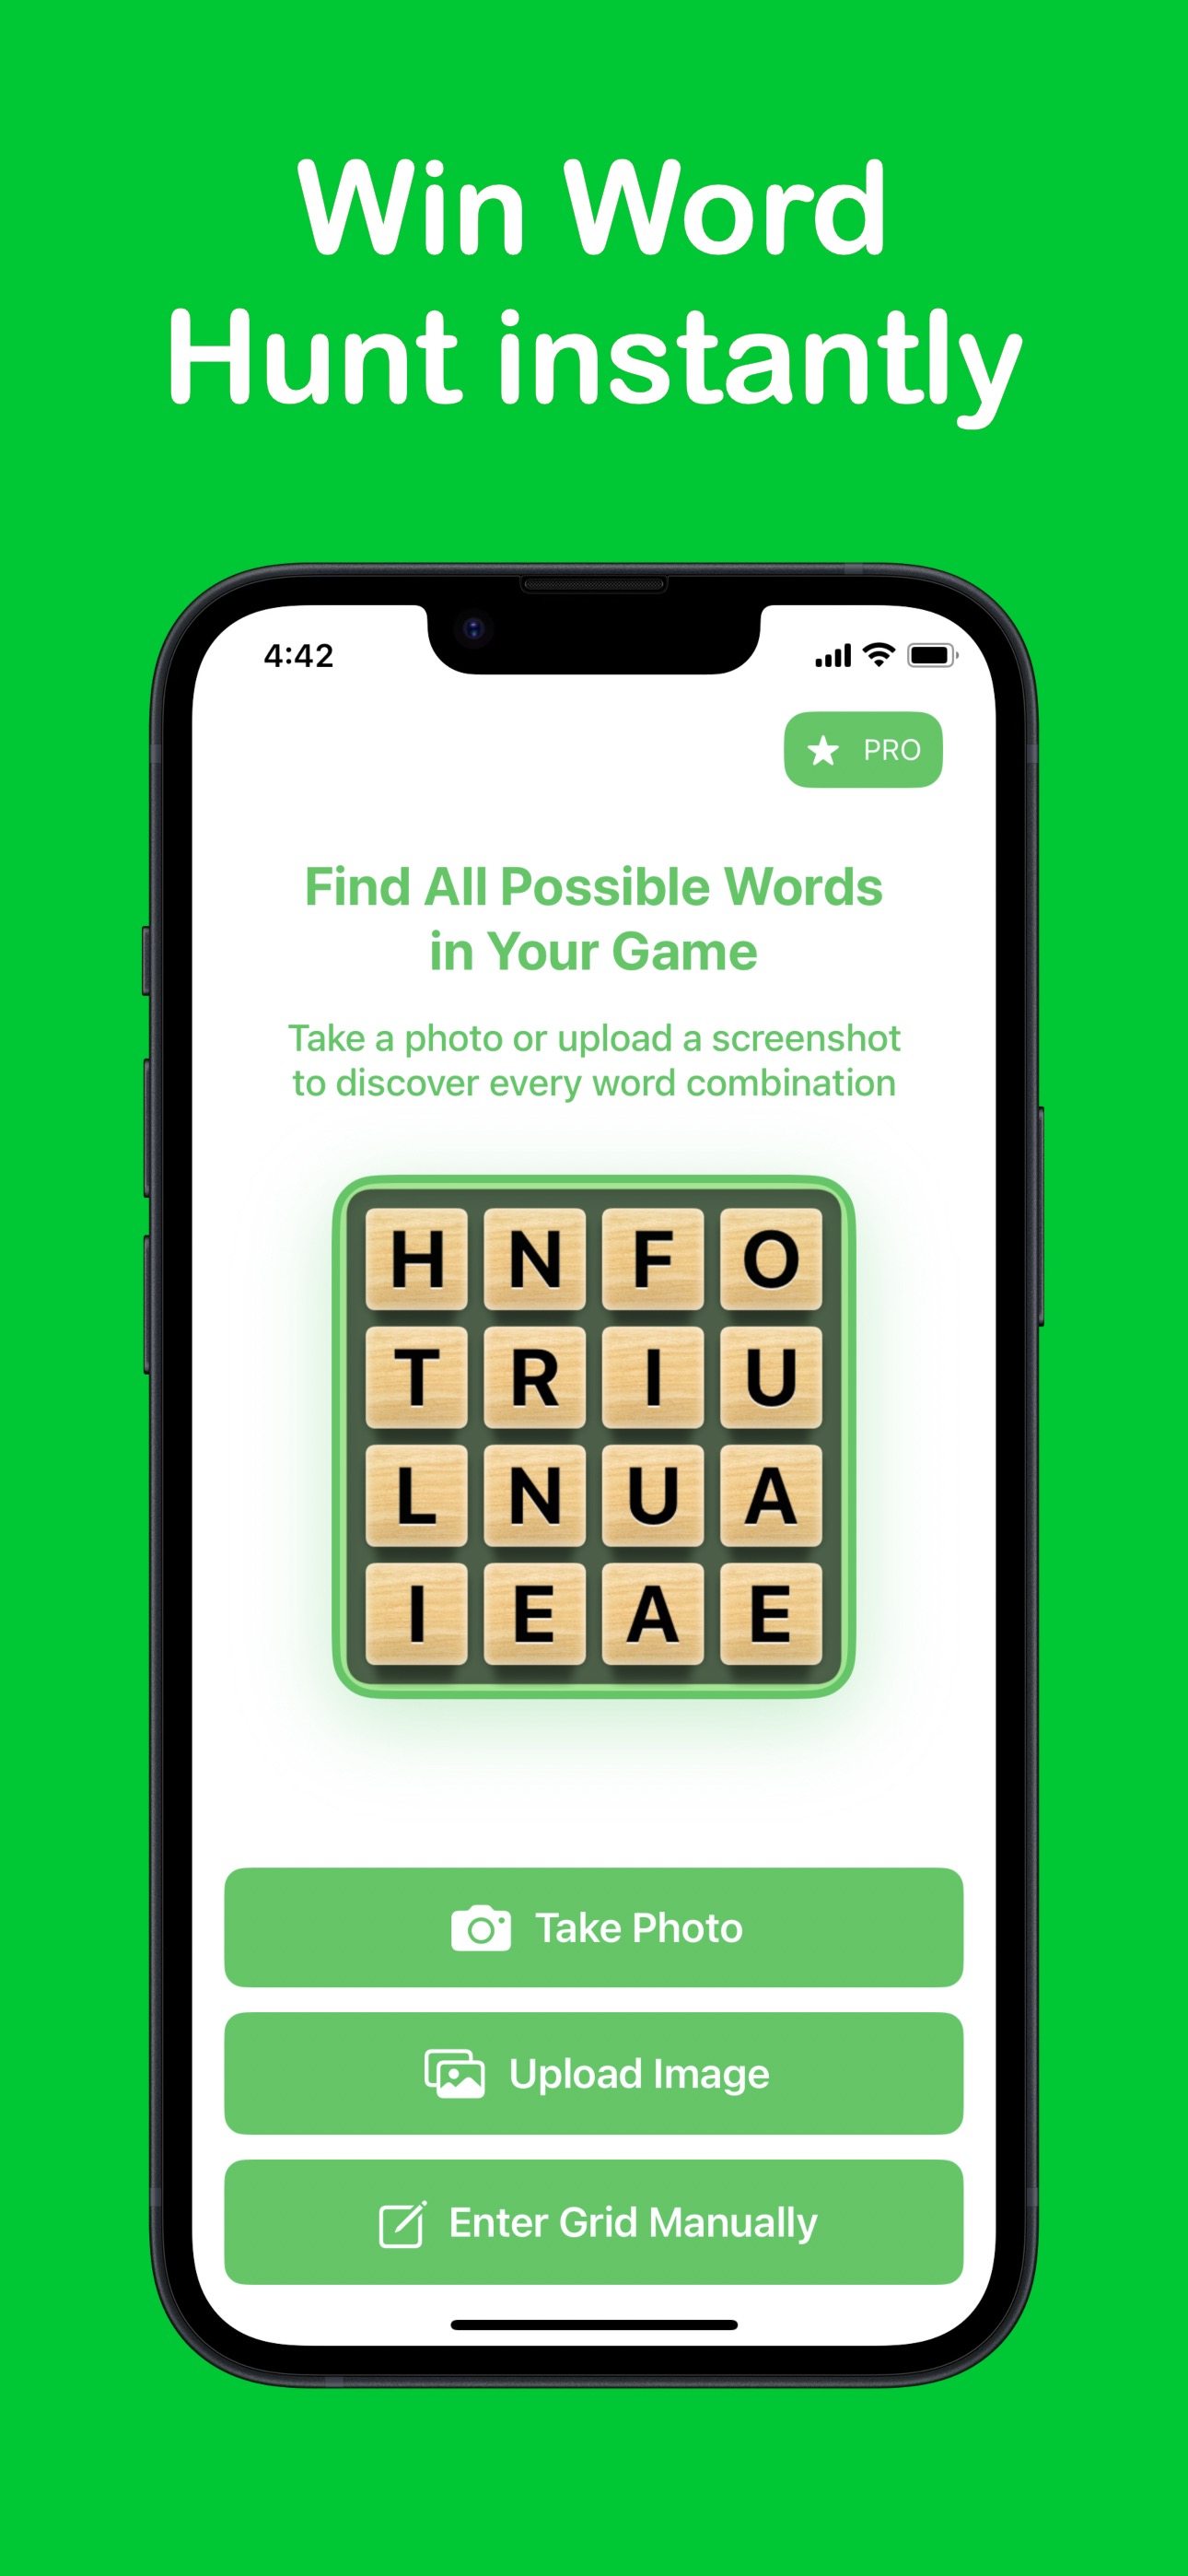 Win Word
Hunt instantly
4:42
PRO
Find All Possible Words
in Your Game
Take a photo or upload a screenshot
to discover every word combination
H N F O
T R I U
L N U A
I E A E
Take Photo
Upload Image
Enter Grid Manually